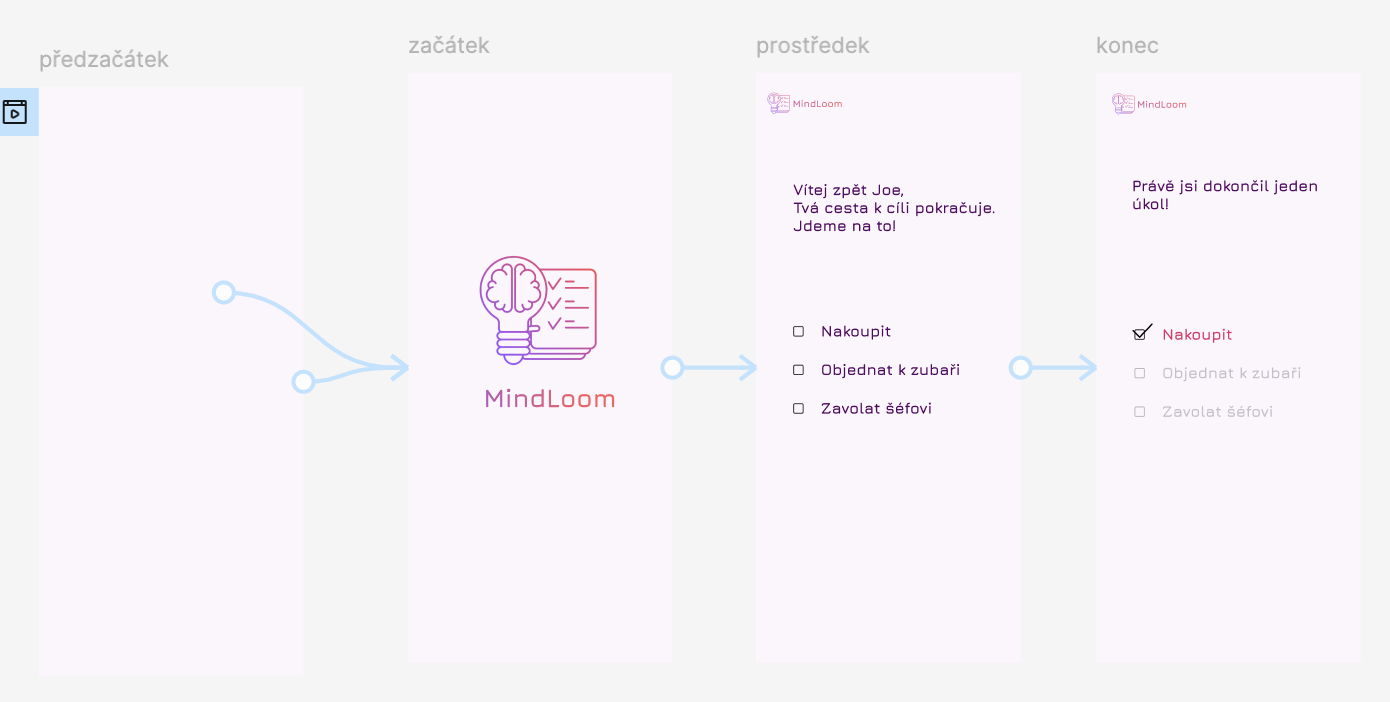 předzačátek
začátek
MindLoom
prostředek
MindLoom
Vítej zpět Joe,
Tvá cesta k cíli pokračuje.
Jdeme na to!
Nakoupit
Objednat k zubaři
Zavolat šéfovi
konec
MindLoom
Právě jsi dokončil jeden
úkol!
Nakoupit
Objednat k zubaři
Zavolat šéfovi